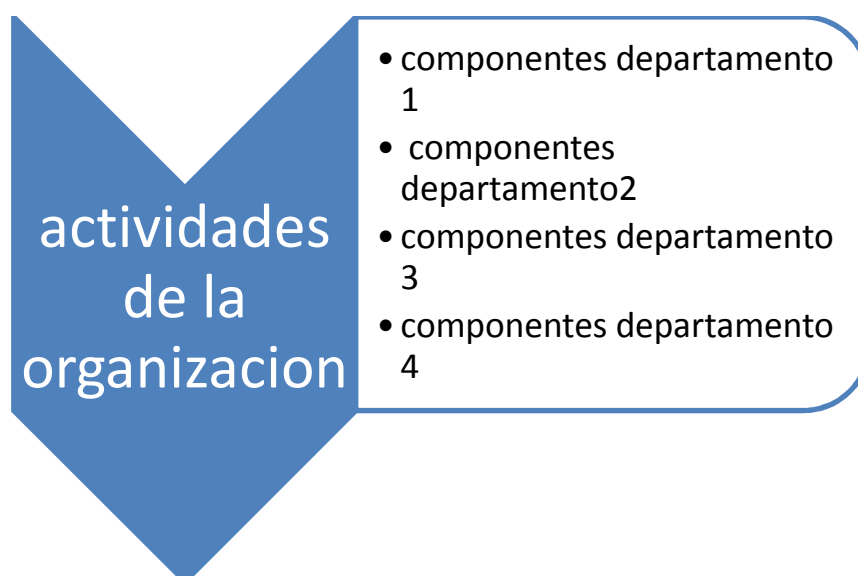 actividades
de la
organizacion
• componentes departamento
1
• componentes
departamento2
• componentes departamento
3
• componentes departamento
4